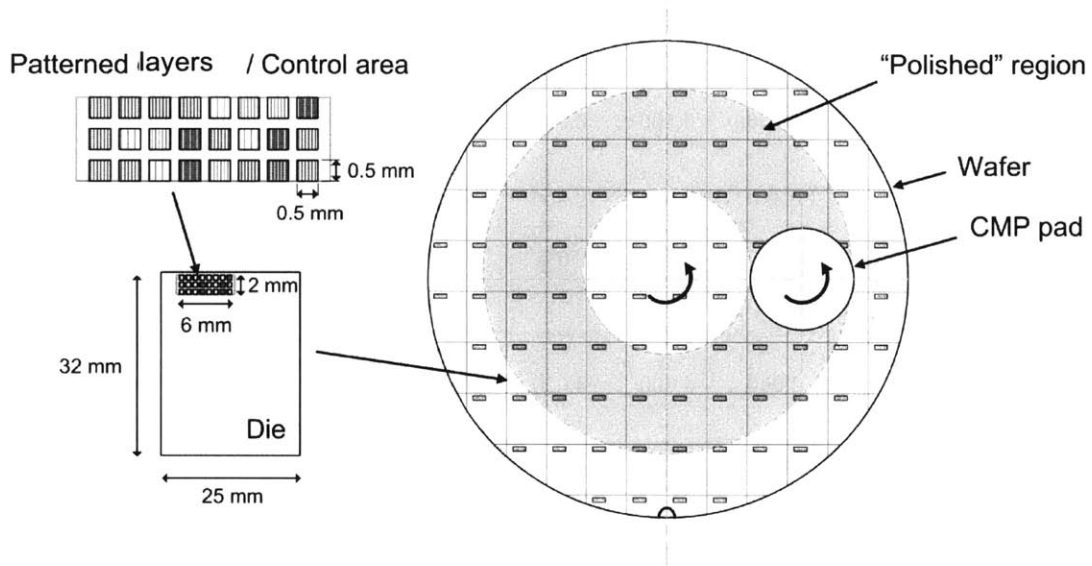 Patterned layers / Control area
0.5 mm
0.5 mm
2 mm
6 mm
32 mm
Die
25 mm
"Polished" region
Wafer
CMP pad